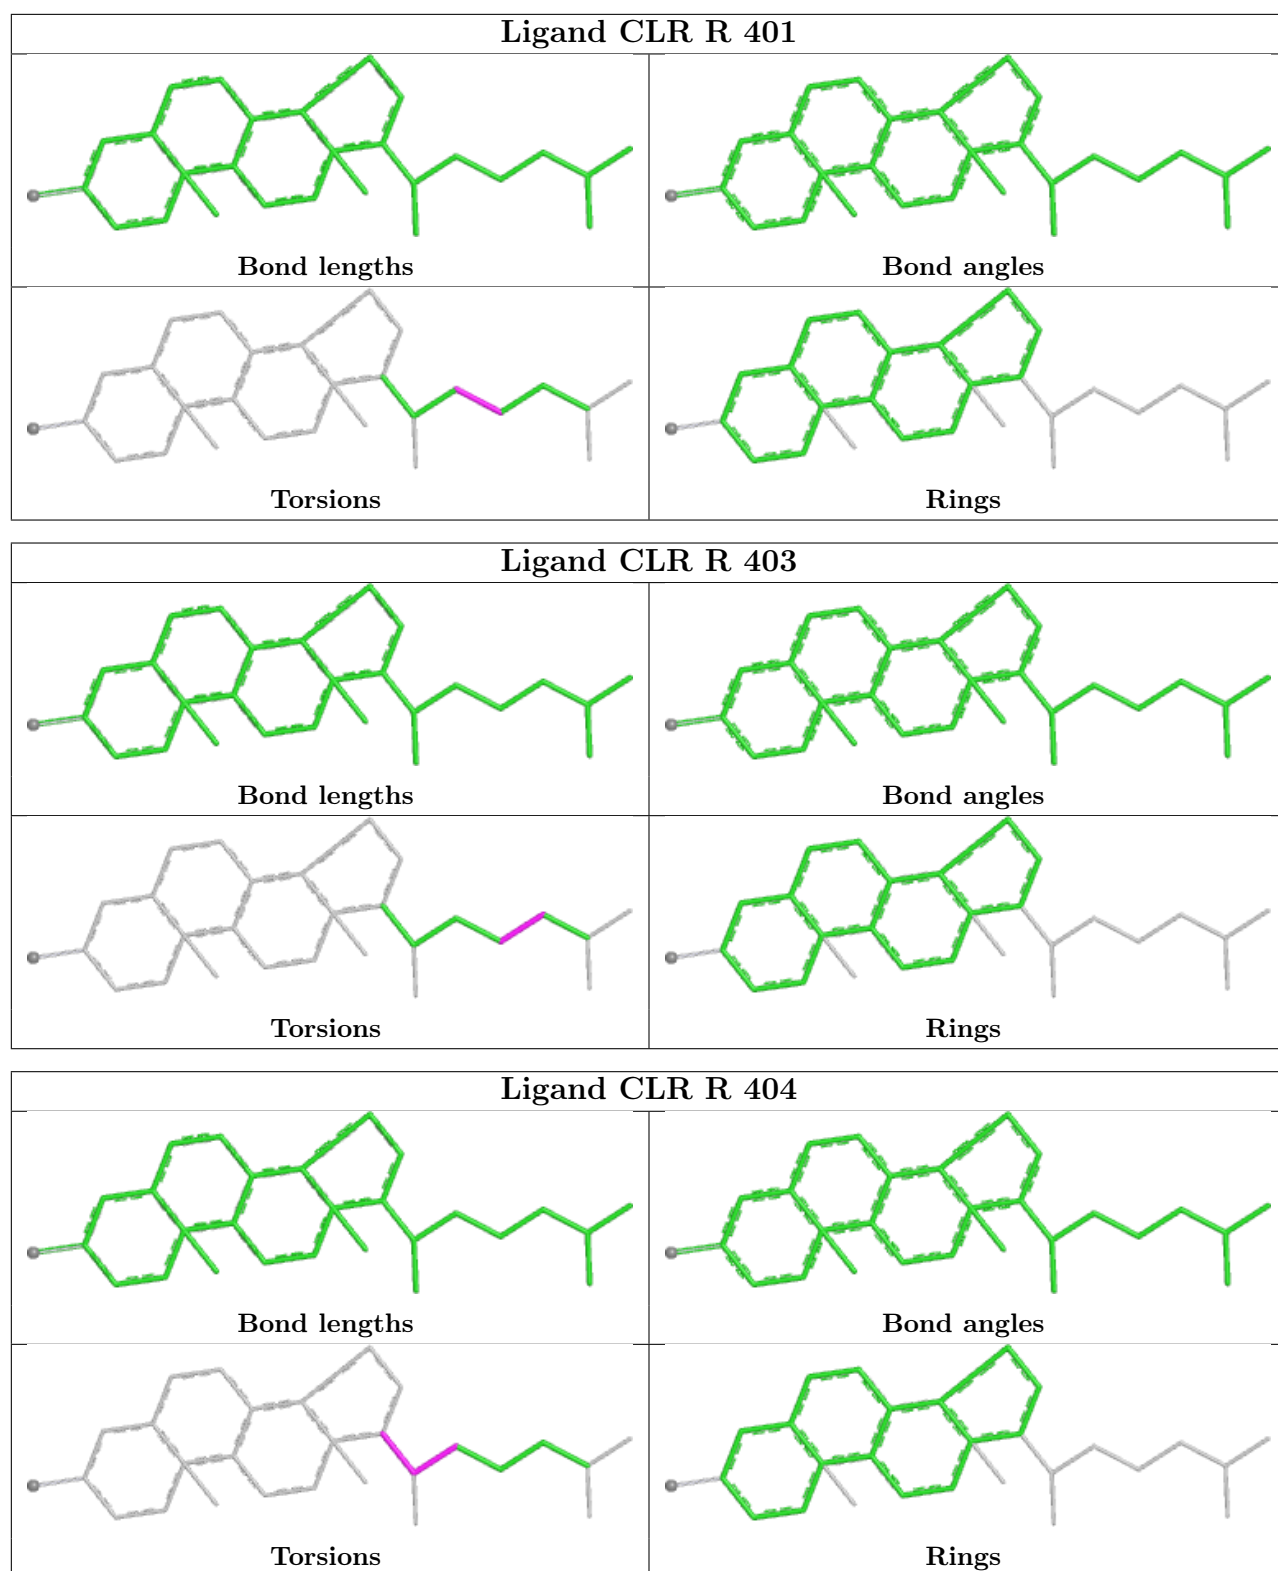 Ligand CLR R 401
Bond lengths
Bond angles
Torsions
Rings
Ligand CLR R 403
Bond lengths
Bond angles
Torsions
Rings
Ligand CLR R 404
Bond lengths
Bond angles
Torsions
Rings